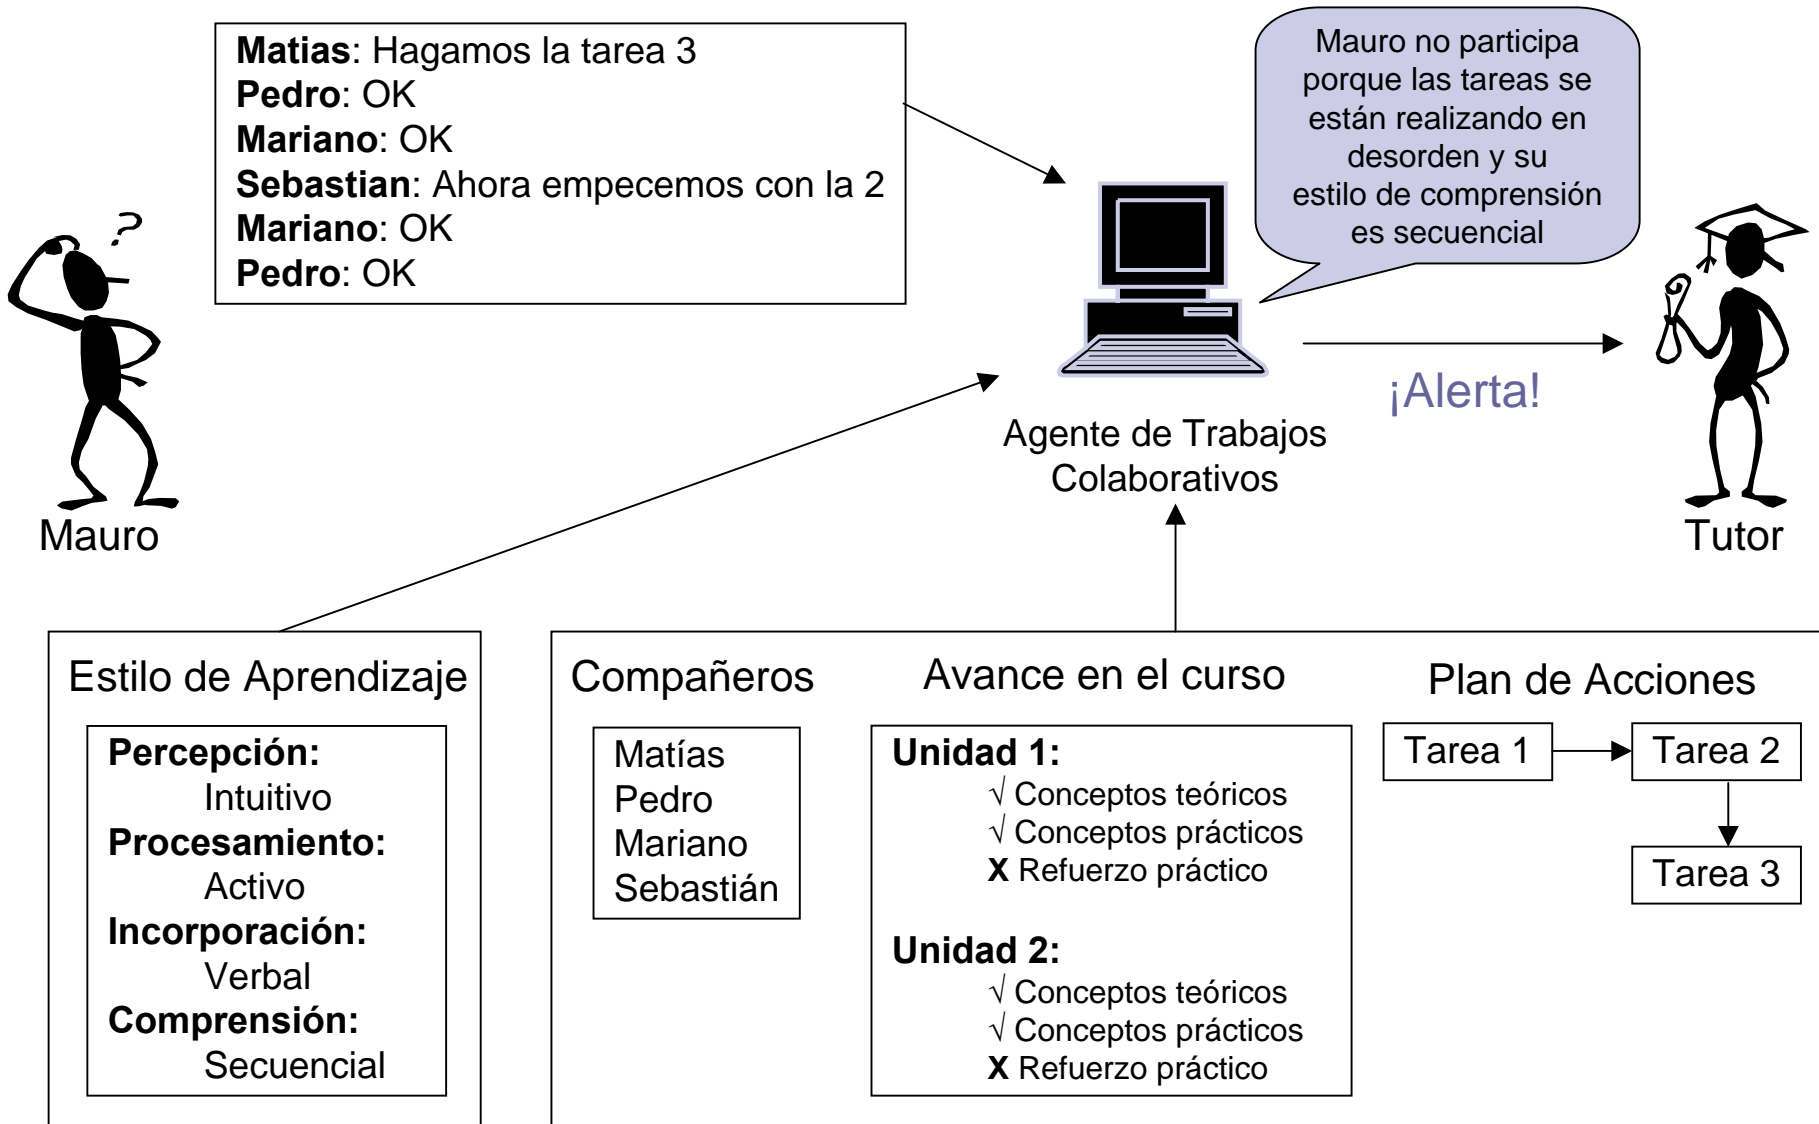 Matias: Hagamos la tarea 3
Pedro: OK
Mariano: OK
Sebastian: Ahora empecemos con la 2
Mariano: OK
Pedro: OK
Mauro no participa
porque las tareas se
están realizando en
desorden y su
estilo de comprensión
es secuencial
?
Mauro
¡Alerta!
Agente de Trabajos
Colaborativos
Tutor
Estilo de Aprendizaje
Percepción:
Intuitivo
Procesamiento:
Activo
Incorporación:
Verbal
Comprensión:
Secuencial
Compañeros
Matías
Pedro
Mariano
Sebastián
Avance en el curso
Unidad 1:
√ Conceptos teóricos
√ Conceptos prácticos
X Refuerzo práctico
Unidad 2:
√ Conceptos teóricos
√ Conceptos prácticos
X Refuerzo práctico
Plan de Acciones
Tarea 1
Tarea 2
Tarea 3